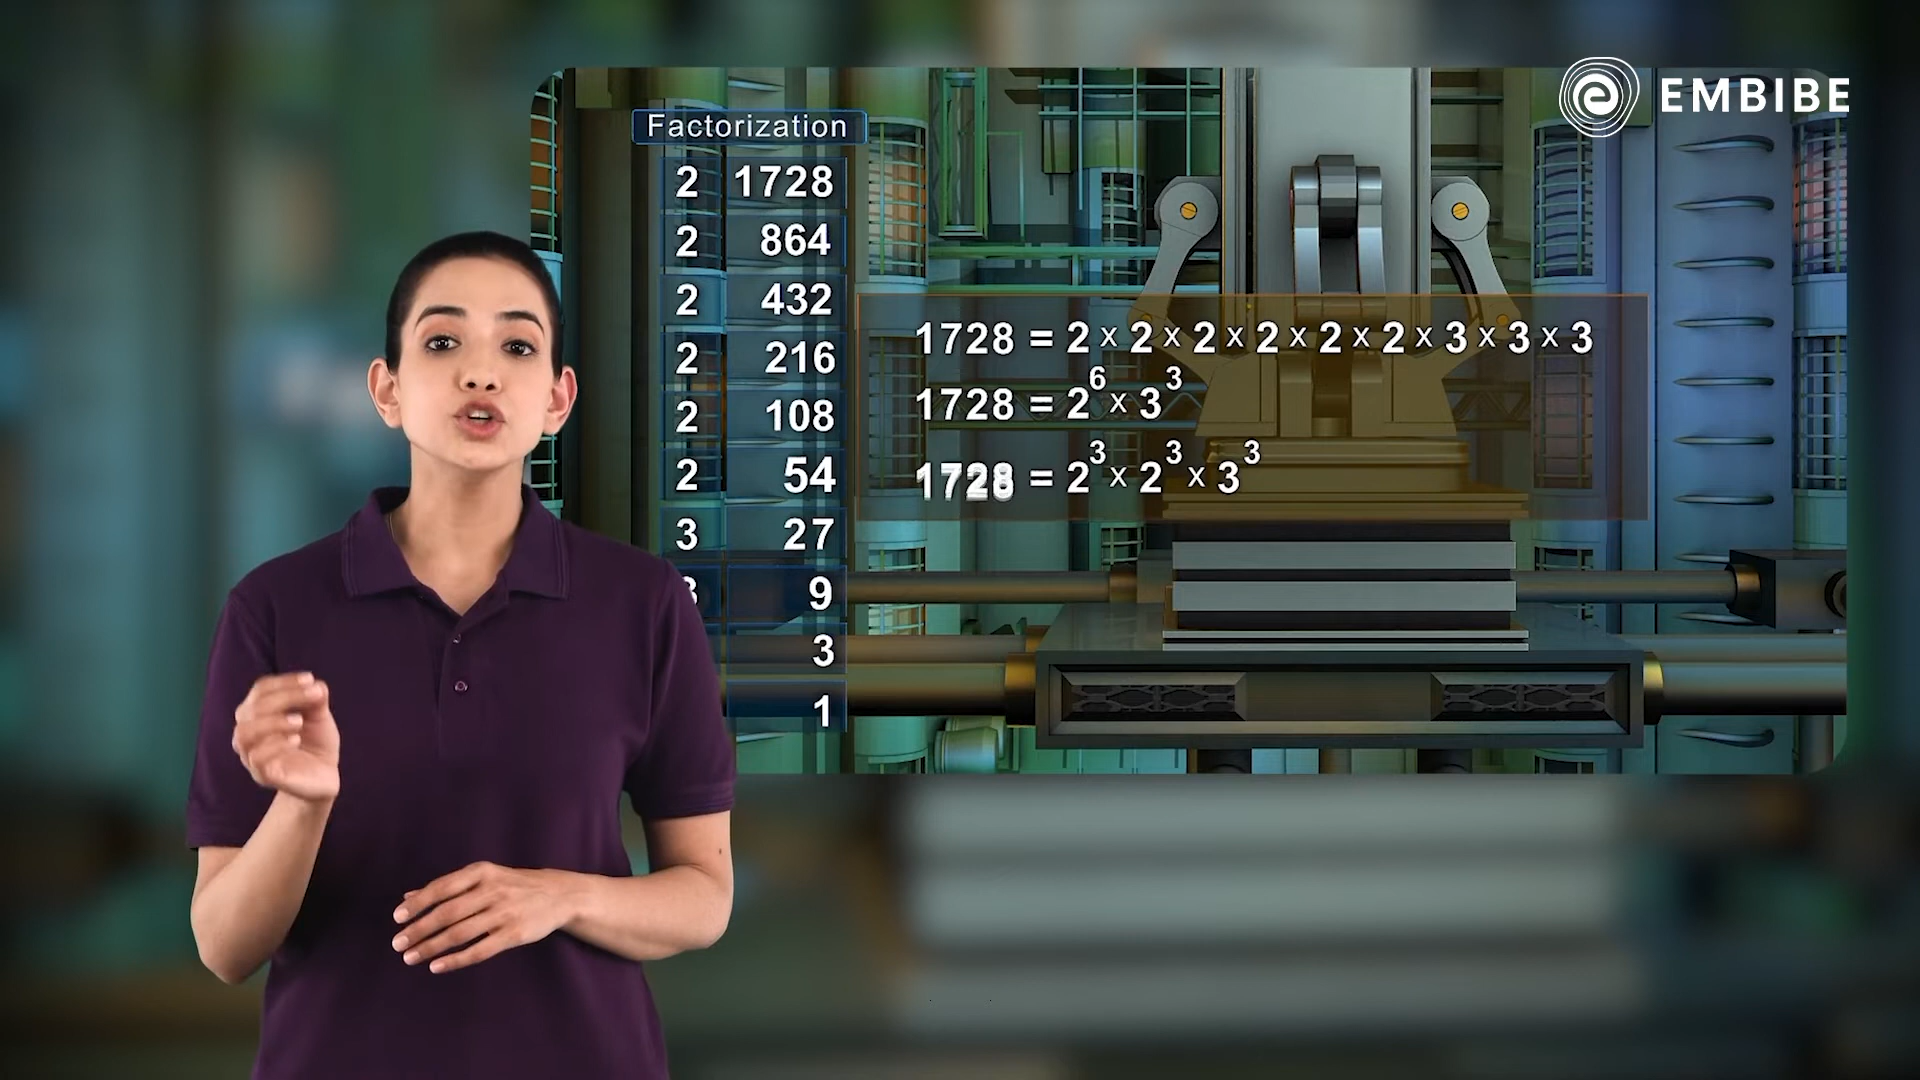 EMBIBE
Factorization
2 1728
2 864
2 432
2 216
2 108
2 54
3 27
3 9
3
1
1728 = 2 × 2 × 2 × 2 × 2 × 2 × 3 × 3 × 3
1728 = 2⁶ × 3³
1728 = 2³ × 2³ × 3³